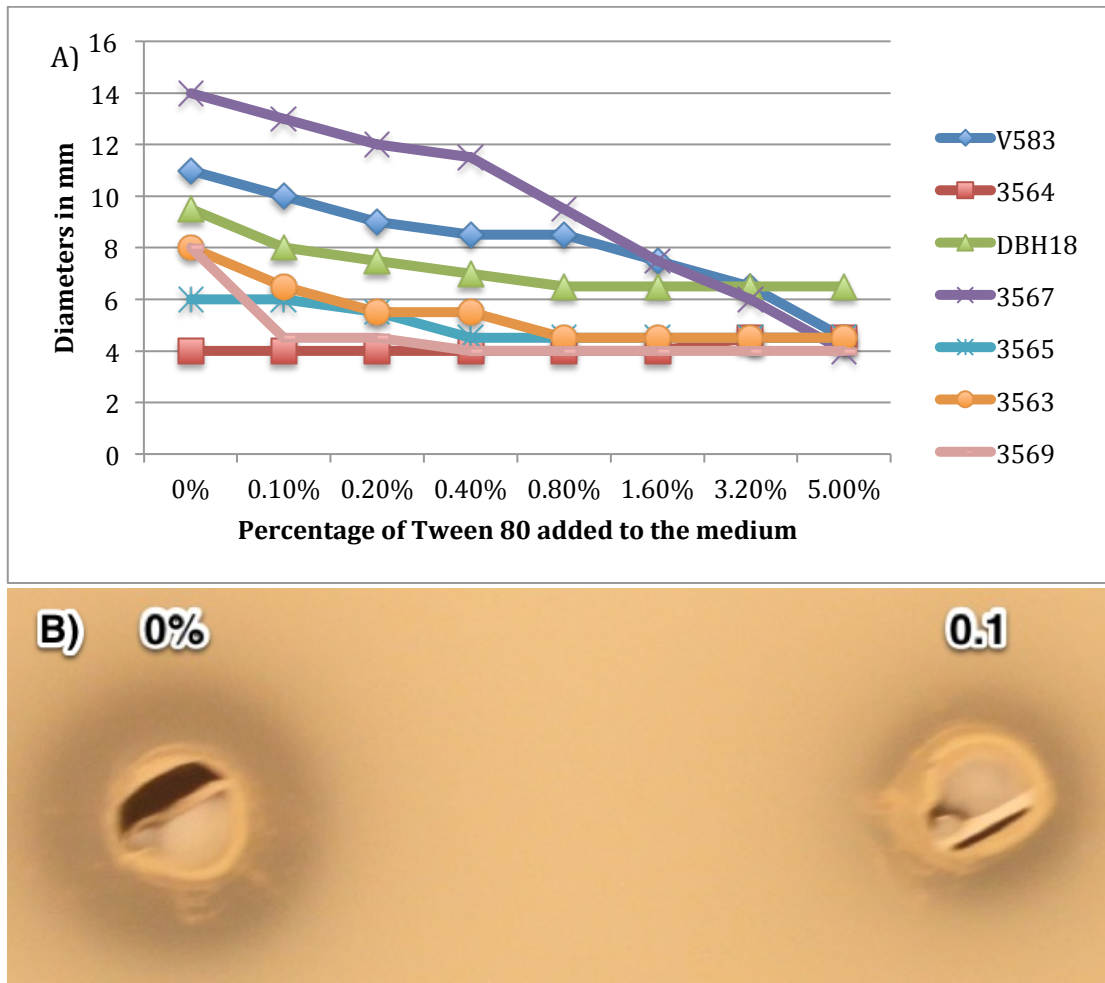 A)
16
14
12
10
8
6
4
2
0
Diameters in mm
0% 0.10% 0.20% 0.40% 0.80% 1.60% 3.20% 5.00%
Percentage of Tween 80 added to the medium
V583
3564
DBH18
3567
3565
3563
3569
B) 0% 0.1